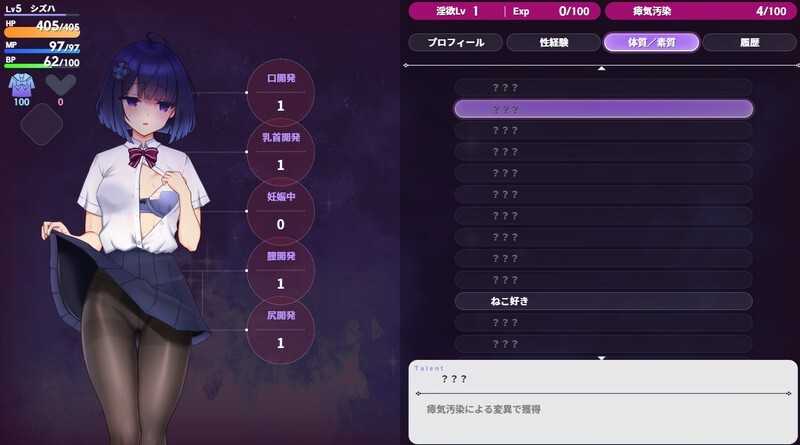 Lv5 シズハ
HP 405/405
MP 97/97
BP 62/100
100
0
口開発
1
乳首開発
1
妊娠中
0
膣開発
1
尻開発
1
淫欲Lv 1 Exp 0/100
瘴気汚染 4/100
プロフィール
性経験
体質/素質
履歴
???
???
???
???
???
???
???
???
???
???
ねこ好き
???
???
Talent
???
瘴気汚染による変異で獲得